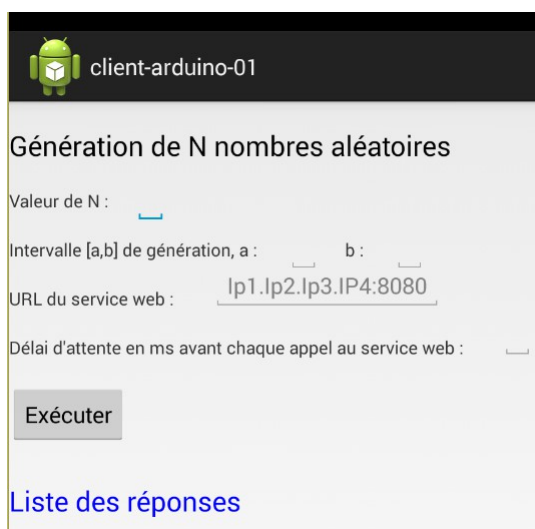 client-arduino-01
Génération de N nombres aléatoires
Valeur de N :
Intervalle [a,b] de génération, a : b :
URL du service web : Ip1.Ip2.Ip3.IP4:8080
Délai d'attente en ms avant chaque appel au service web :
Exécuter
Liste des réponses